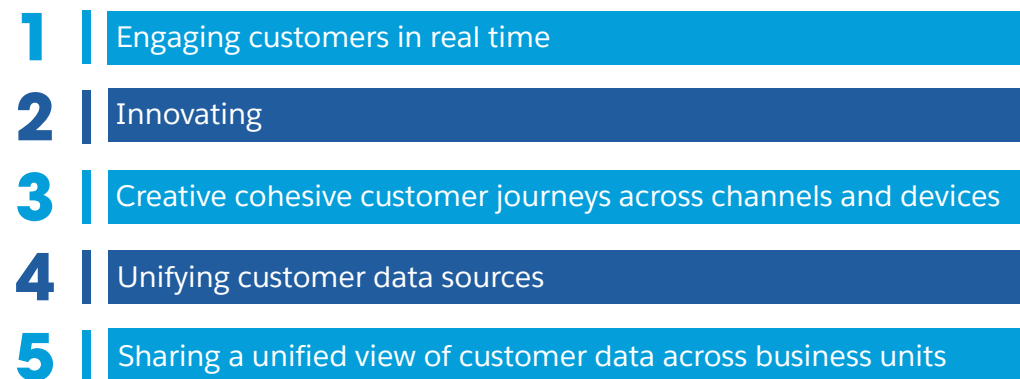 1 Engaging customers in real time
2 Innovating
3 Creative cohesive customer journeys across channels and devices
4 Unifying customer data sources
5 Sharing a unified view of customer data across business units